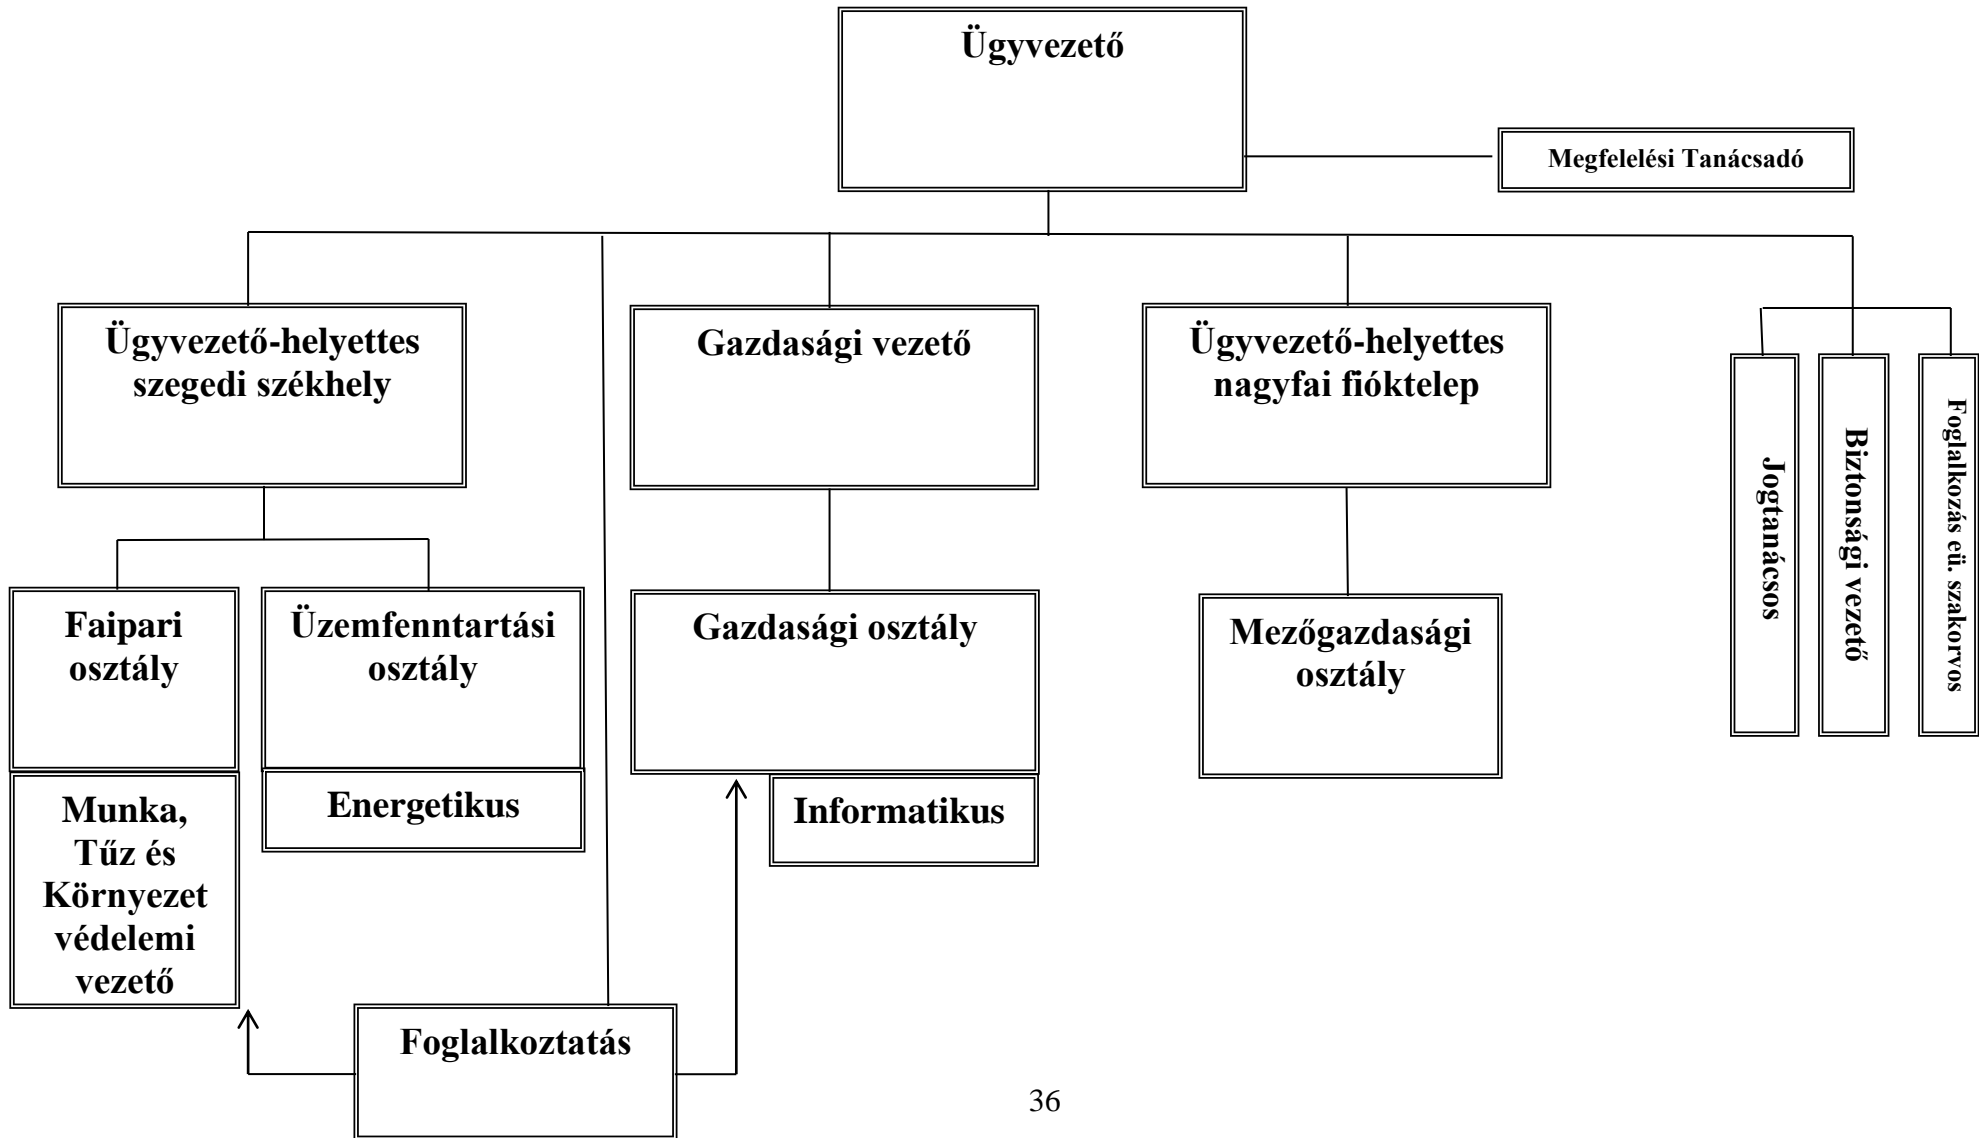 Ügyvezető
Megfelelési Tanácsadó
Ügyvezető-helyettes
szegedi székhely
Gazdasági vezető
Ügyvezető-helyettes
nagyfai fióktelep
Jogtanácsos
Biztonsági vezető
Foglalkozás eü. szakorvos
Faipari
osztály
Üzemfenntartási
osztály
Gazdasági osztály
Mezőgazdasági
osztály
Munka,
Tűz és
Környezet
védelemi
vezető
Energetikus
Informatikus
Foglalkoztatás
36